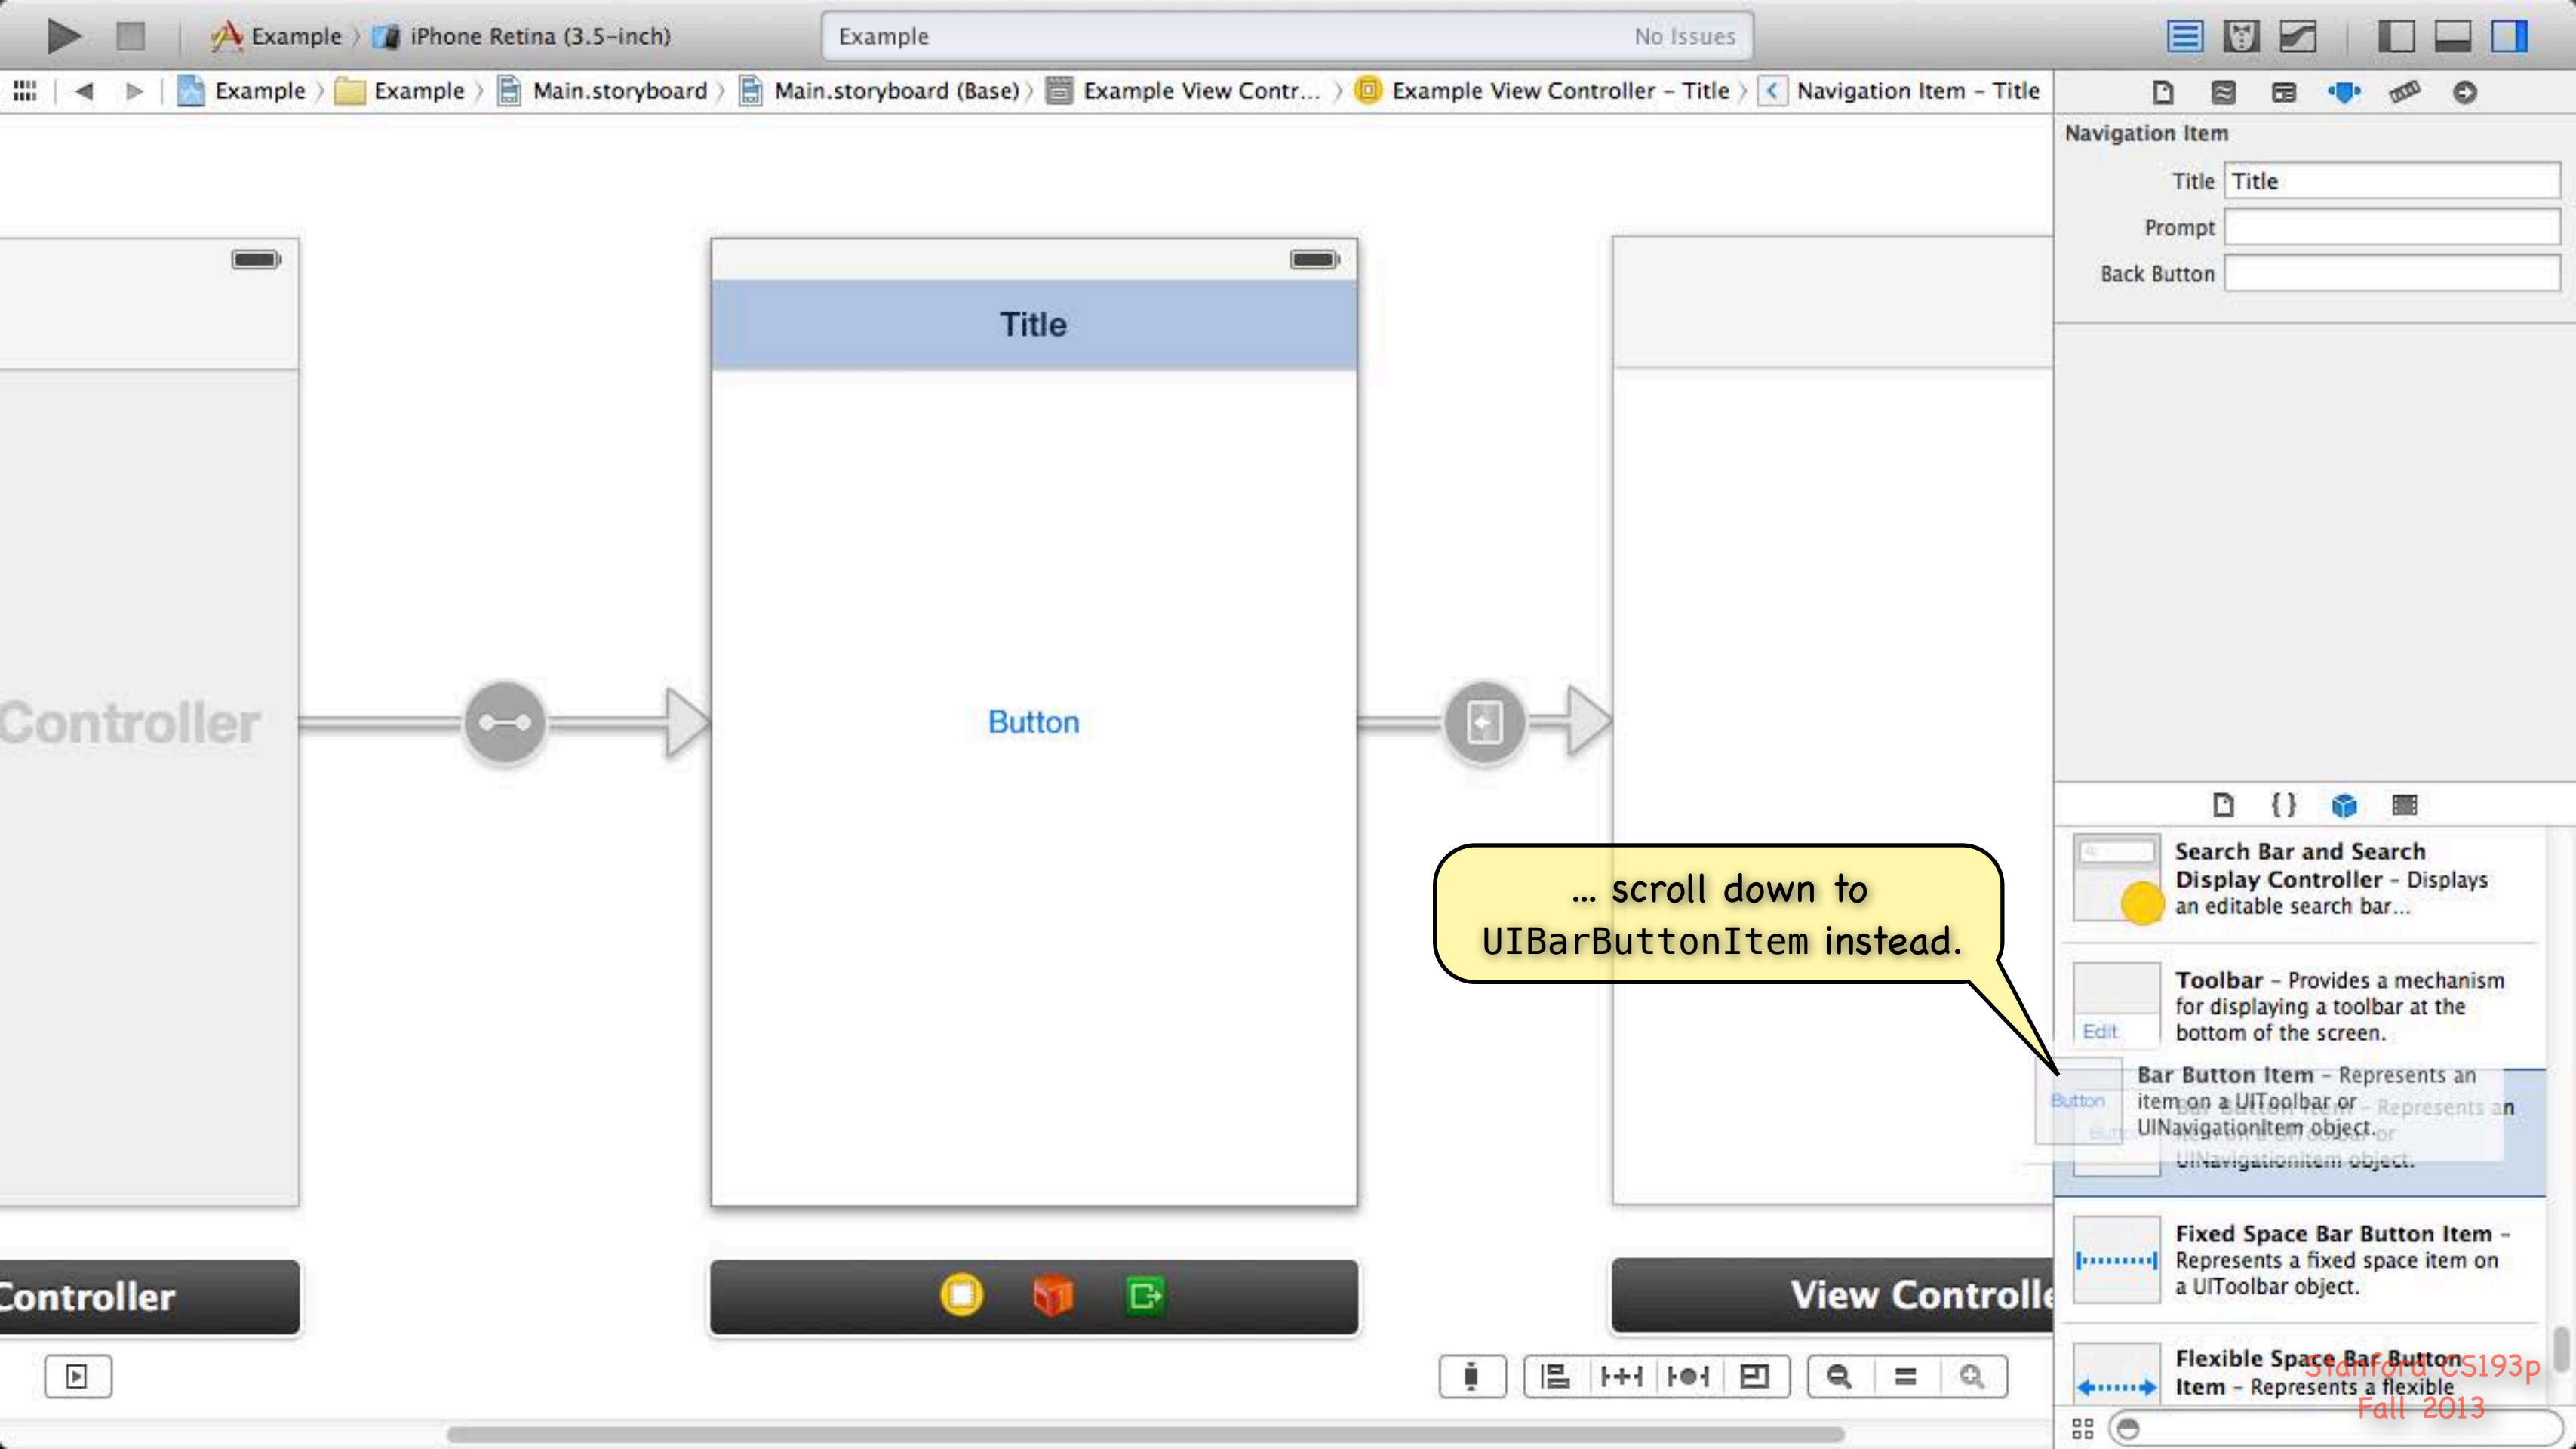 Example
iPhone Retina (3.5-inch)
Example
No Issues
Example
Example
Main.storyboard
Main.storyboard (Base)
Example View Contr...
Example View Controller – Title
Navigation Item – Title
Navigation Item
Title
Title
Prompt
Back Button
Title
Controller
Button
... scroll down to
UIBarButtonItem instead.
{}
Search Bar and Search
Display Controller – Displays
an editable search bar...
Toolbar – Provides a mechanism
for displaying a toolbar at the
bottom of the screen.
Edit
Bar Button Item – Represents an
item on a UIToolbar or
UINavigationItem object.
Button
– Represents an
UINavigationItem object.
Fixed Space Bar Button Item –
Represents a fixed space item on
a UIToolbar object.
Controller
View Controlle
Flexible Space Bar Button
Item – Represents a flexible
Stanford CS193p
Fall 2013